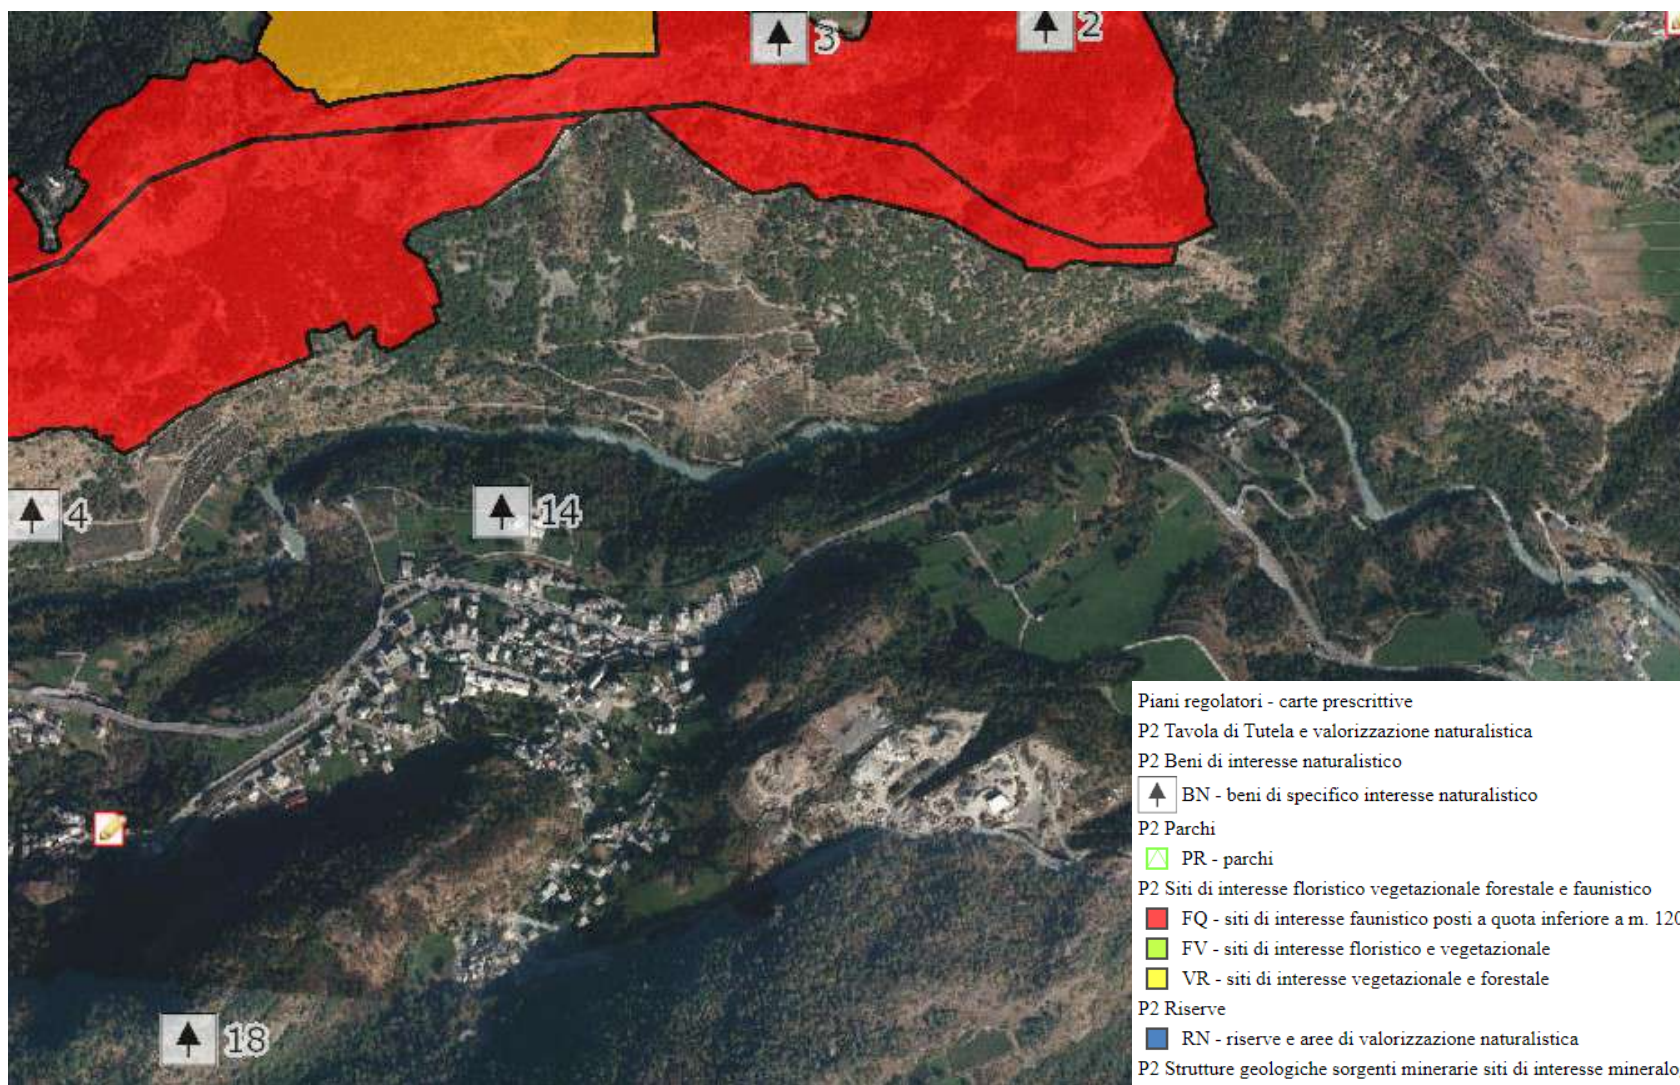 3
2
4
14
18
Piani regolatori - carte prescrittive
P2 Tavola di Tutela e valorizzazione naturalistica
P2 Beni di interesse naturalistico
BN - beni di specifico interesse naturalistico
P2 Parchi
PR - parchi
P2 Siti di interesse floristico vegetazionale forestale e faunistico
FQ - siti di interesse faunistico posti a quota inferiore a m. 120
FV - siti di interesse floristico e vegetazionale
VR - siti di interesse vegetazionale e forestale
P2 Riserve
RN - riserve e aree di valorizzazione naturalistica
P2 Strutture geologiche sorgenti minerarie siti di interesse mineralo